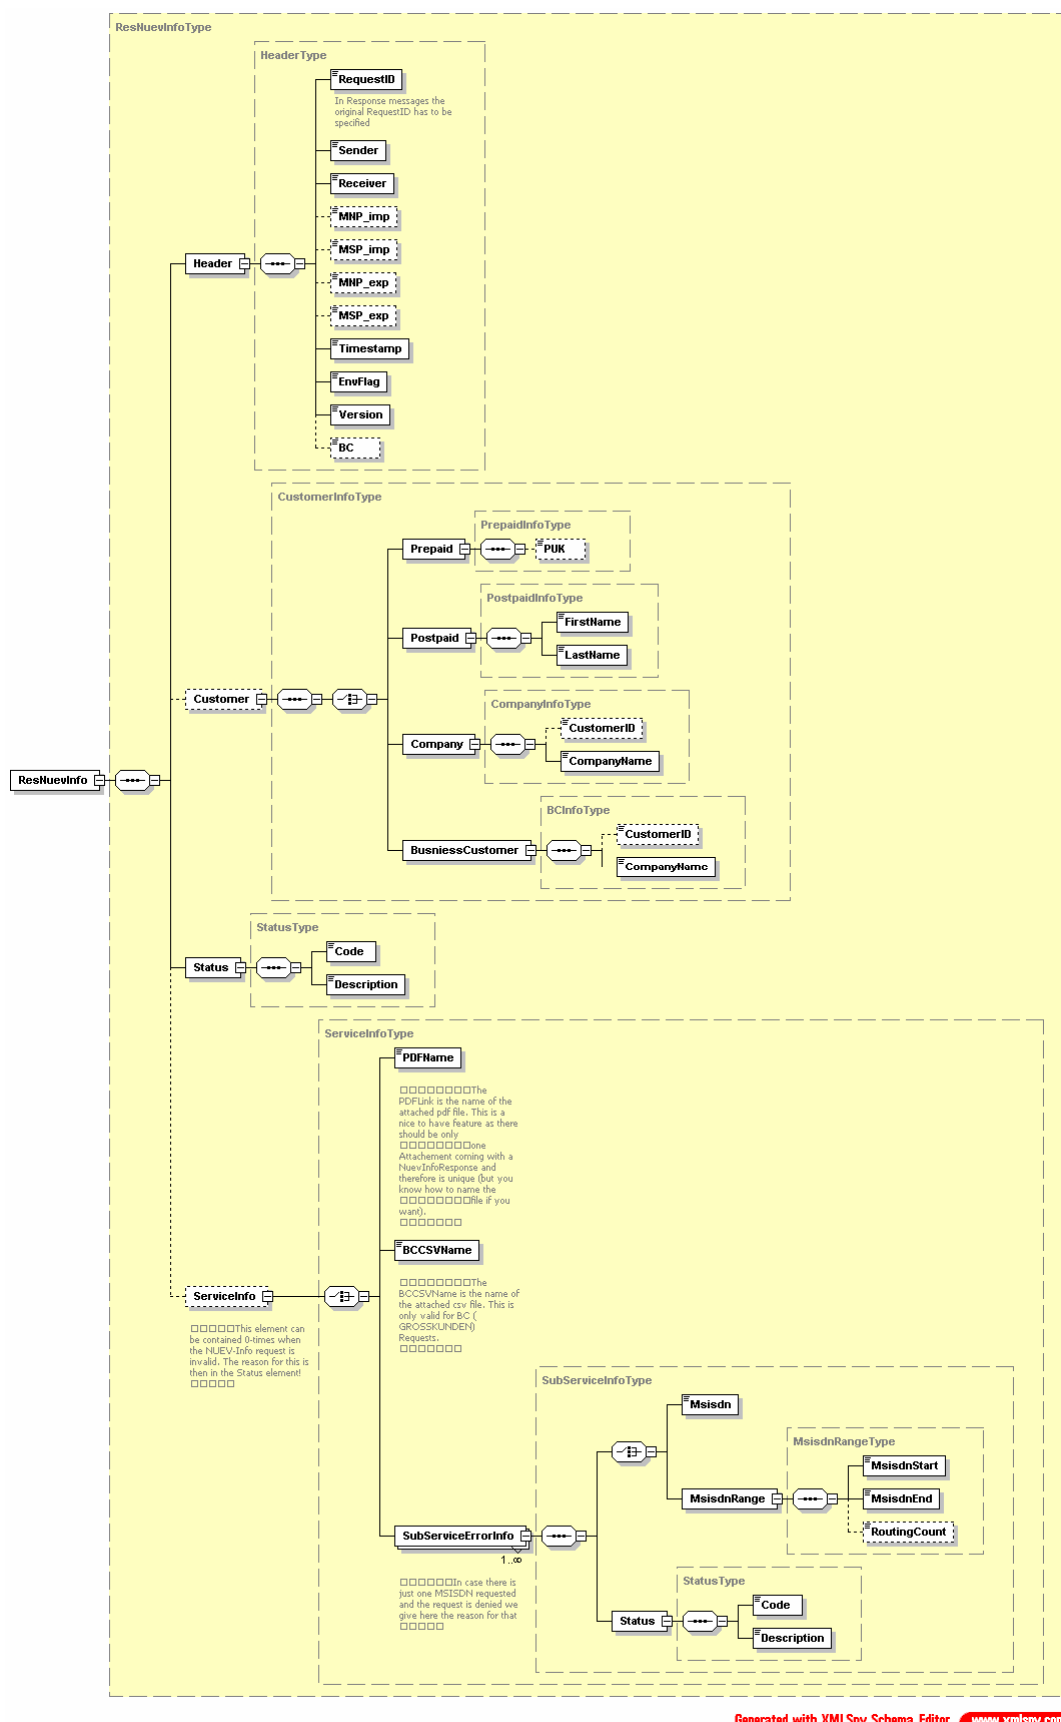 ResNuevInfoType
HeaderType
RequestID
In Response messages the
original RequestID has to be
specified
Sender
Receiver
MNP_imp
MSP_imp
Header
MNP_exp
MSP_exp
Timestamp
EnvFlag
Version
BC
CustomerInfoType
PrepaidInfoType
Prepaid
PUK
PostpaidInfoType
FirstName
Postpaid
LastName
Customer
CompanyInfoType
CustomerID
Company
CompanyName
ResNuevInfo
BCInfoType
CustomerID
BusniessCustomer
CompanyName
StatusType
Code
Status
Description
ServiceInfoType
PDFName
□□□□□□□□The
PDFLink is the name of the
attached pdf file. This is a
nice to have feature as there
should be only
□□□□□□□□one
Attachement coming with a
NuevInfoResponse and
therefore is unique (but you
know how to name the
□□□□□□□□file if you
want).
□□□□□□□
BCCSVName
□□□□□□□□The
BCCSVName is the name of
the attached csv file. This is
only valid for BC (
GROSSKUNDEN)
Requests.
□□□□□□□
ServiceInfo
□□□□□This element can
be contained 0-times when
the NUEV-Info request is
invalid. The reason for this is
then in the Status element!
□□□□□
SubServiceInfoType
Msisdn
MsisdnRangeType
MsisdnStart
MsisdnRange
MsisdnEnd
RoutingCount
SubServiceErrorInfo
1..∞
□□□□□□In case there is
just one MSISDN requested
and the request is denied we
give here the reason for that
□□□□□
StatusType
Code
Status
Description
Generated with XMLSpy Schema Editor www.xmlspy.com